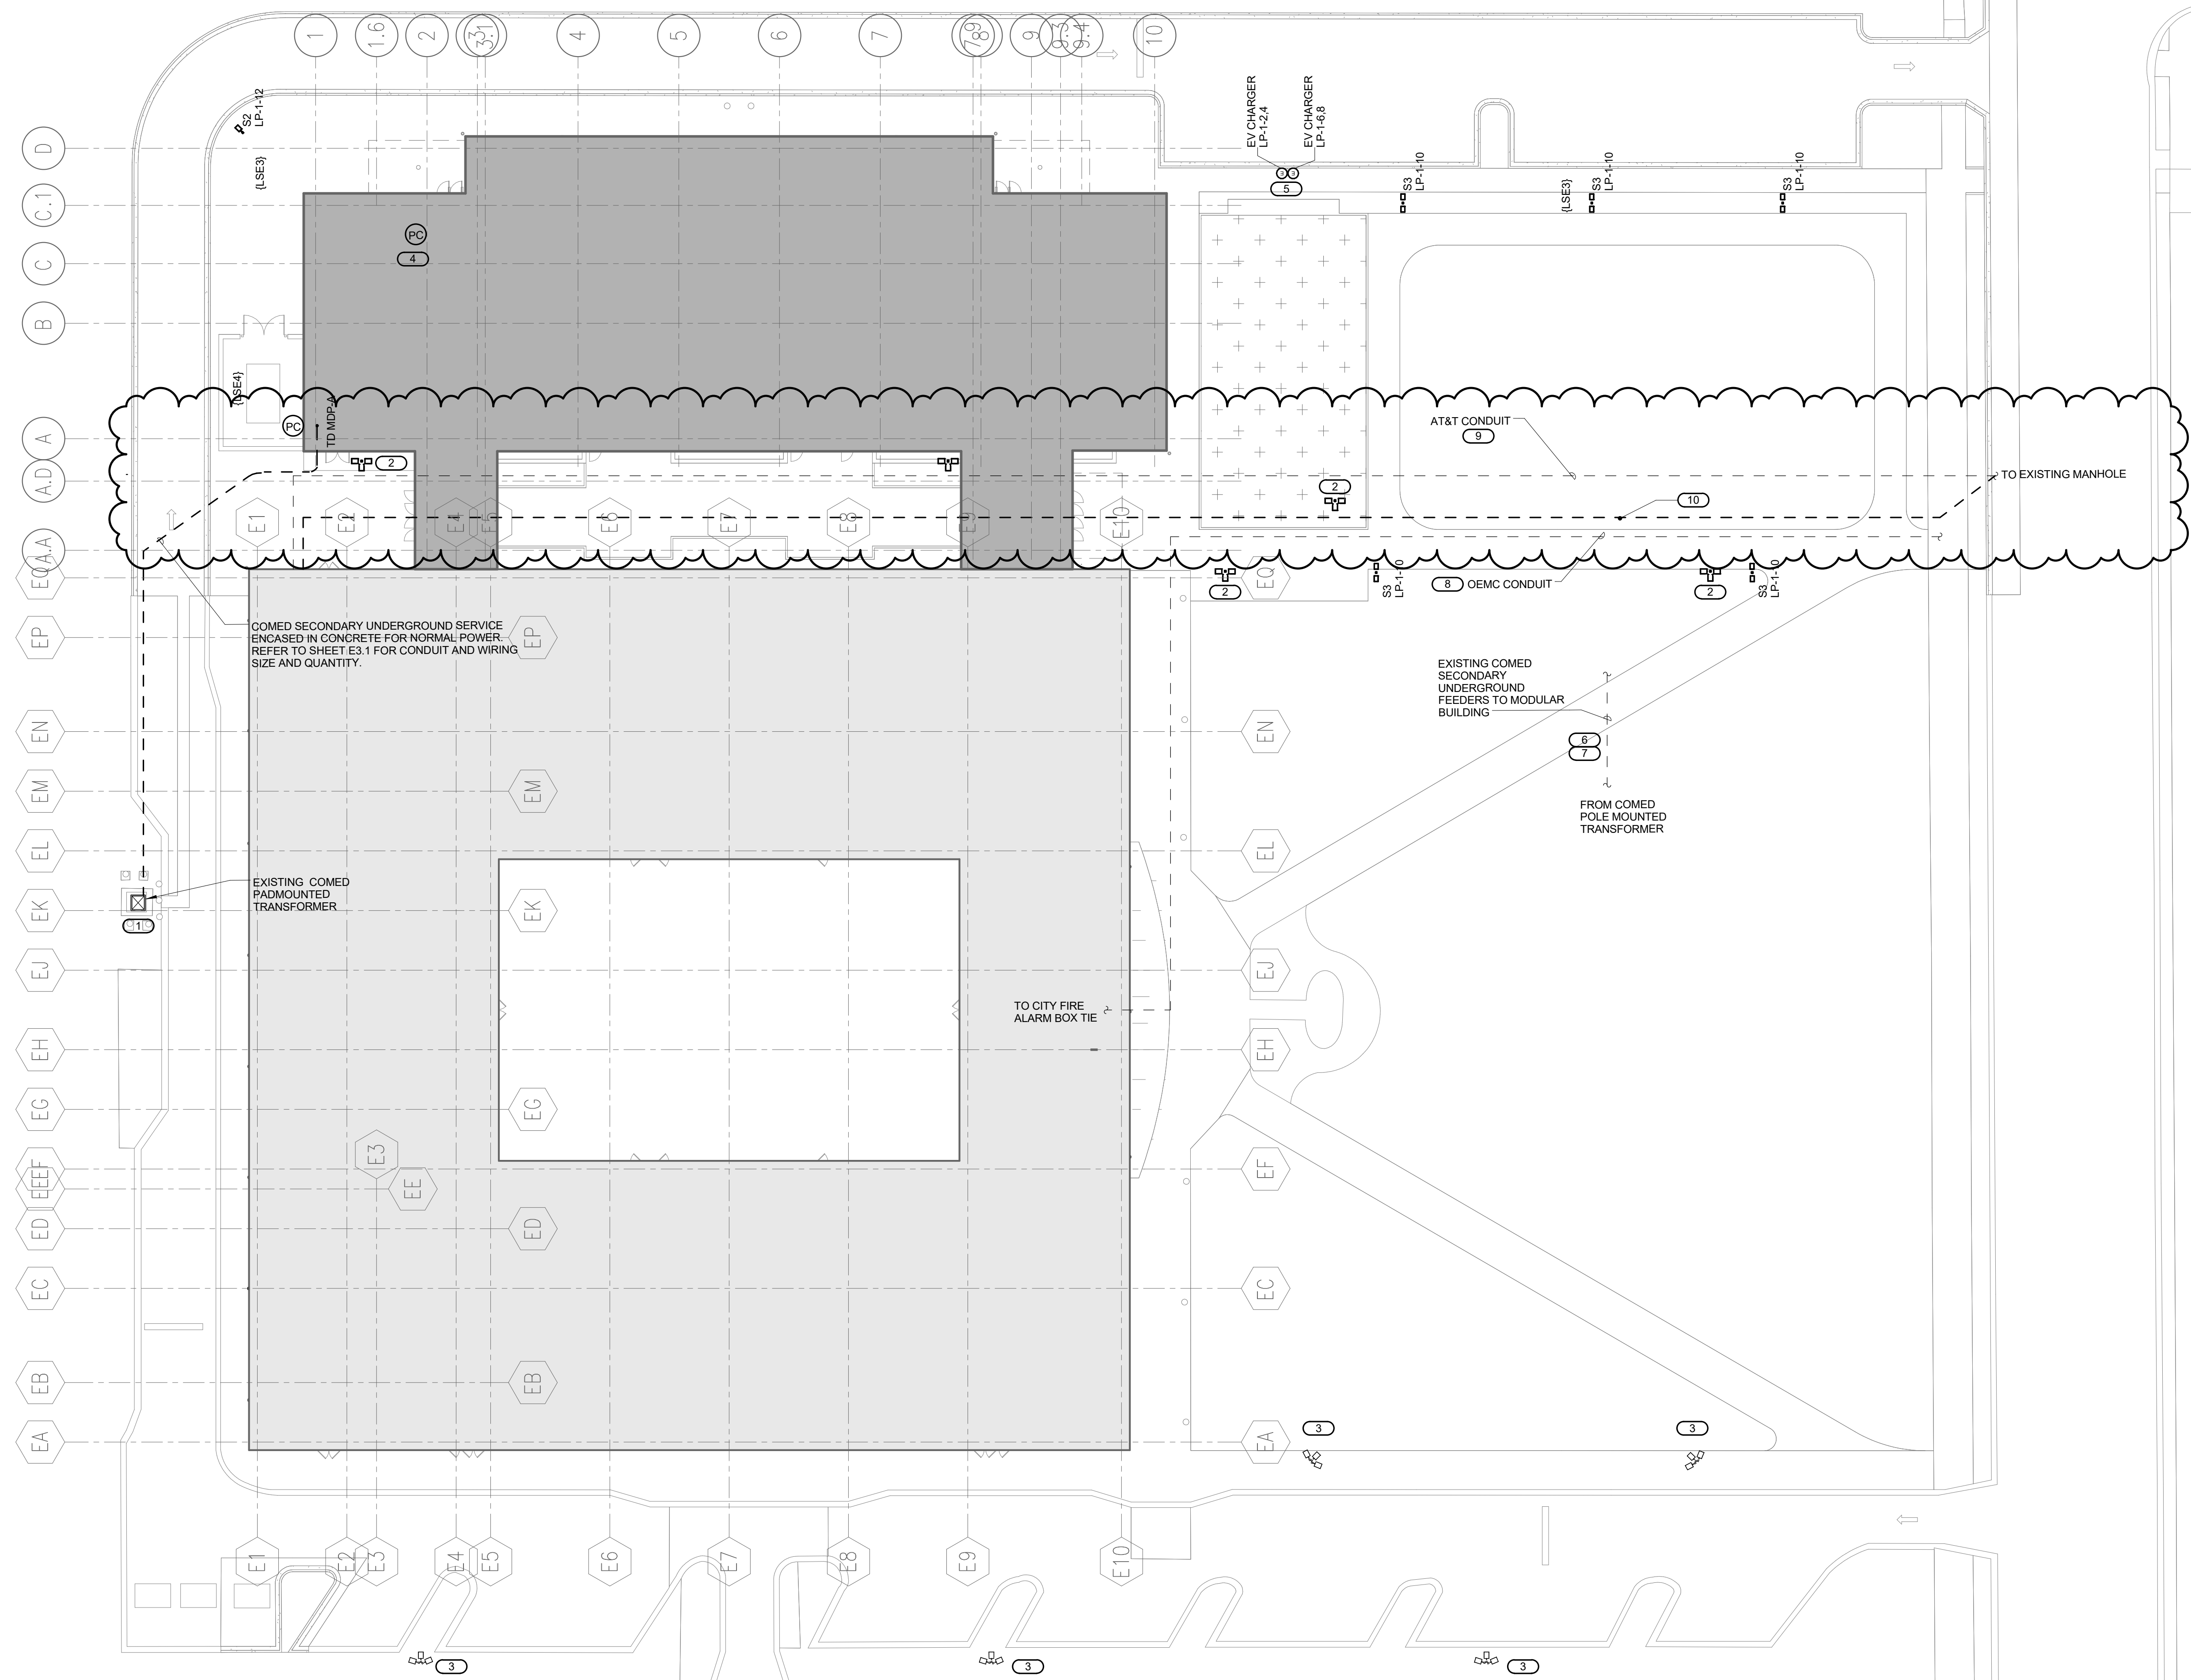 1
1.6
2
3
3.1
4
5
6
7
7.9
8
9
9.3
9.4
10
D
C.1
C
B
A
A.D
A.A
EQ
EP
EN
EM
EL
EK
EJ
EH
EG
EF
EE
ED
EC
EB
EA
S2
LP-1-12
{LSE3}
EV CHARGER
LP-1-2,4
EV CHARGER
LP-1-6,8
3
3
5
S3
LP-1-10
{LSE3}
S3
LP-1-10
S3
LP-1-10
PC
4
{LSE4}
PC
TD MDP-A
2
AT&T CONDUIT
9
TO EXISTING MANHOLE
2
10
E1
E2
E4
E5
E6
E7
E8
E9
E10
EQ
2
S3
LP-1-10
8
OEMC CONDUIT
2
S3
LP-1-10
COMED SECONDARY UNDERGROUND SERVICE
ENCASED IN CONCRETE FOR NORMAL POWER.
REFER TO SHEET E3.1 FOR CONDUIT AND WIRING
SIZE AND QUANTITY.
EP
EXISTING COMED
SECONDARY
UNDERGROUND
FEEDERS TO MODULAR
BUILDING
6
7
EN
EM
FROM COMED
POLE MOUNTED
TRANSFORMER
EL
EXISTING COMED
PADMOUNTED
TRANSFORMER
1
EK
EJ
TO CITY FIRE
ALARM BOX TIE
EH
EG
E3
EE
EF
ED
EC
EB
EA
3
3
E1
E2
E3
E4
E5
E6
E7
E8
E9
E10
3
3
3